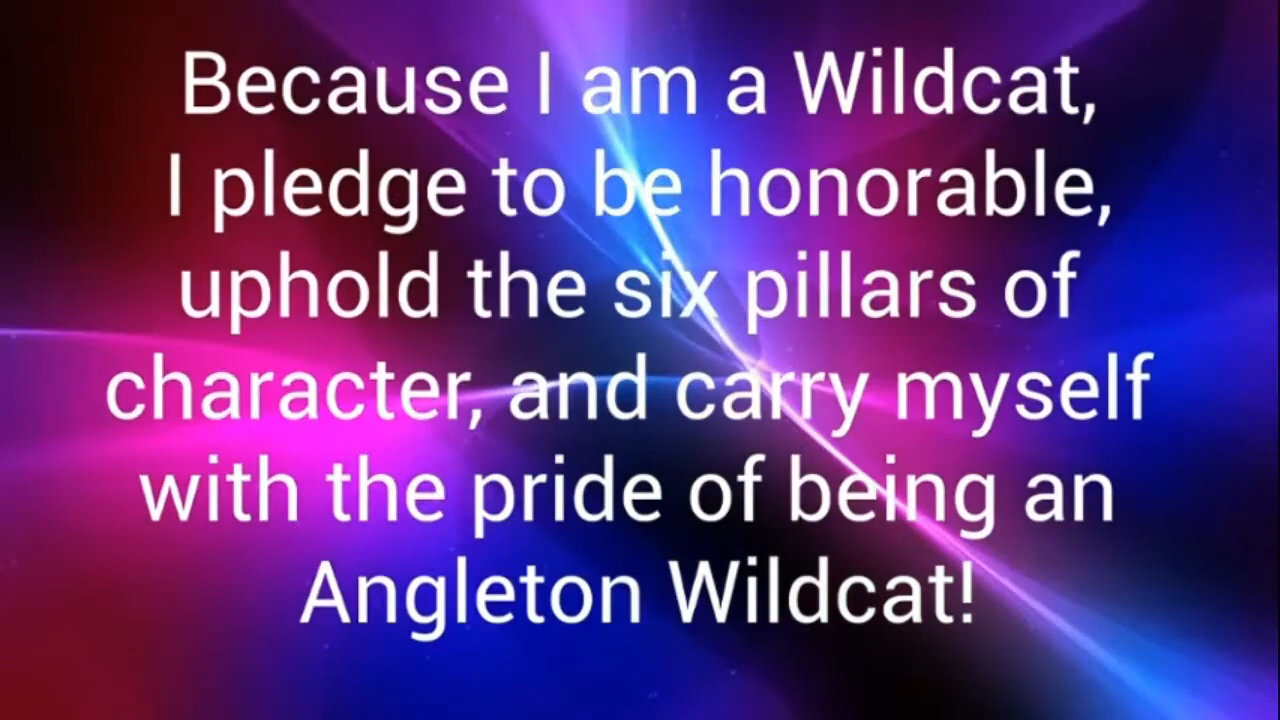 Because I am a Wildcat,
I pledge to be honorable,
uphold the six pillars of
character, and carry myself
with the pride of being an
Angleton Wildcat!